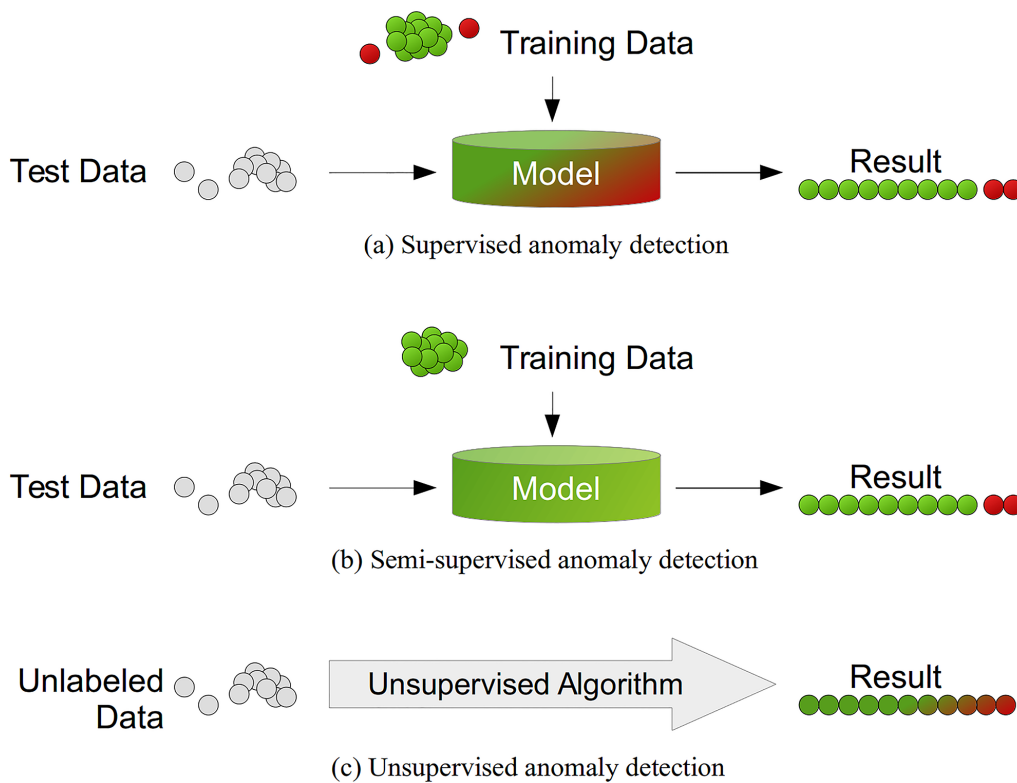 Training Data
Test Data
Model
Result
(a) Supervised anomaly detection
Training Data
Test Data
Model
Result
(b) Semi-supervised anomaly detection
Unlabeled
Data
Unsupervised Algorithm
Result
(c) Unsupervised anomaly detection